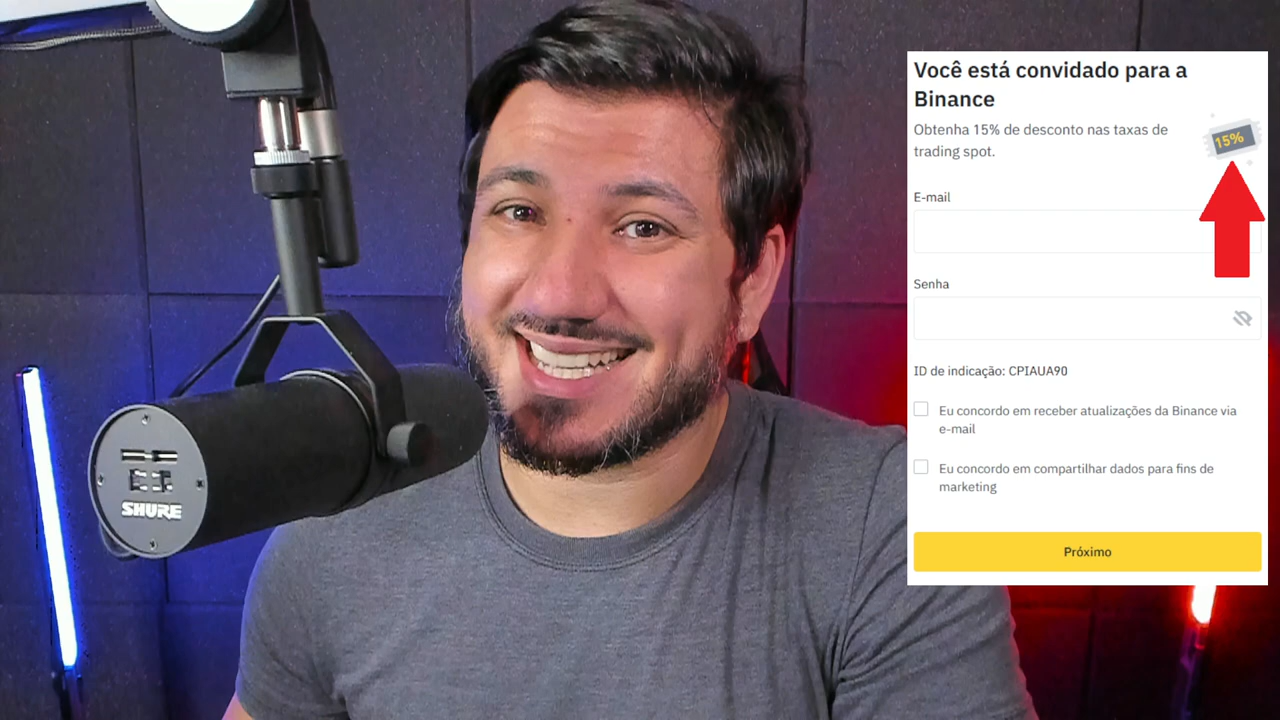 SHURE
Você está convidado para a
Binance
Obtenha 15% de desconto nas taxas de
trading spot.
15%
E-mail
Senha
ID de indicação: CPIAUA90
Eu concordo em receber atualizações da Binance via
e-mail
Eu concordo em compartilhar dados para fins de
marketing
Próximo